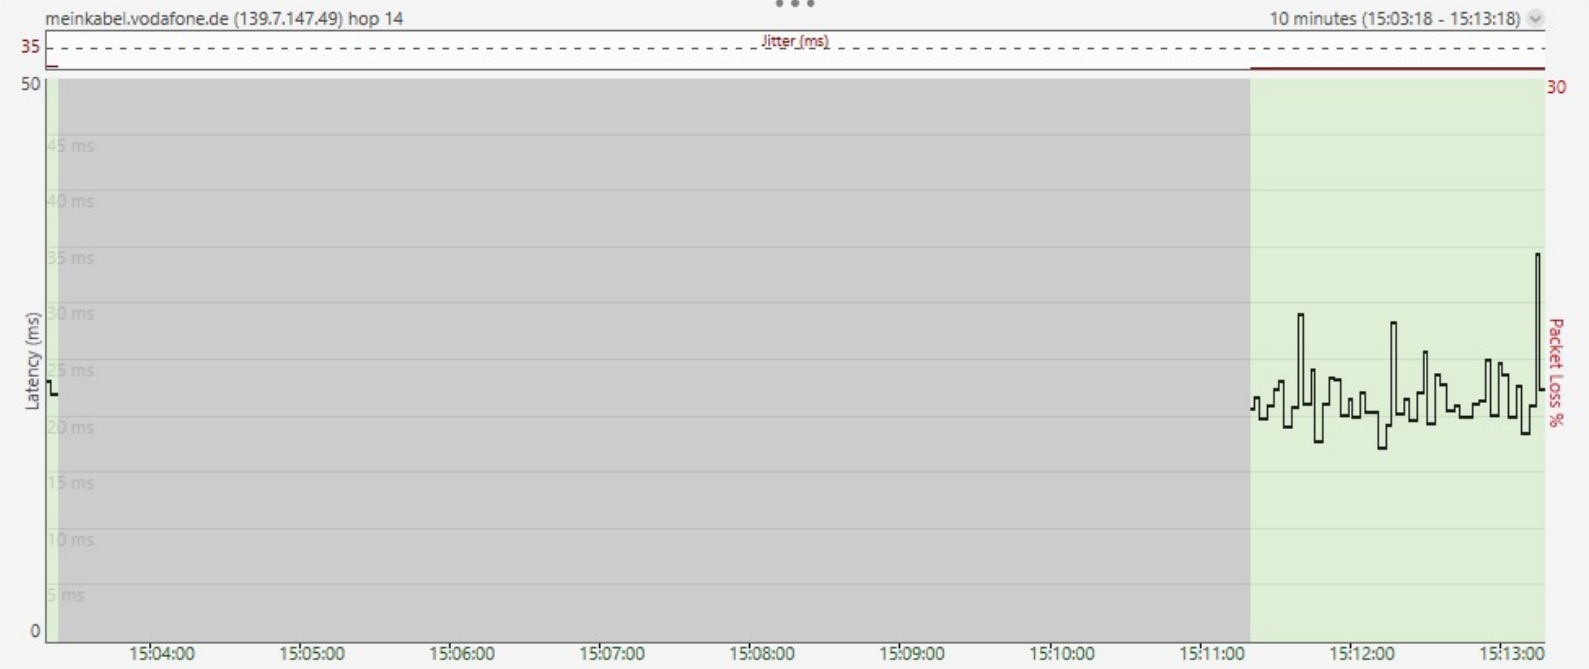 meinkabel.vodafone.de (139.7.147.49) hop 14
10 minutes (15:03:18 - 15:13:18)
35
Jitter (ms)
50
30
45 ms
40 ms
35 ms
30 ms
25 ms
20 ms
15 ms
10 ms
5 ms
0
Latency (ms)
Packet Loss %
15:04:00
15:05:00
15:06:00
15:07:00
15:08:00
15:09:00
15:10:00
15:11:00
15:12:00
15:13:00